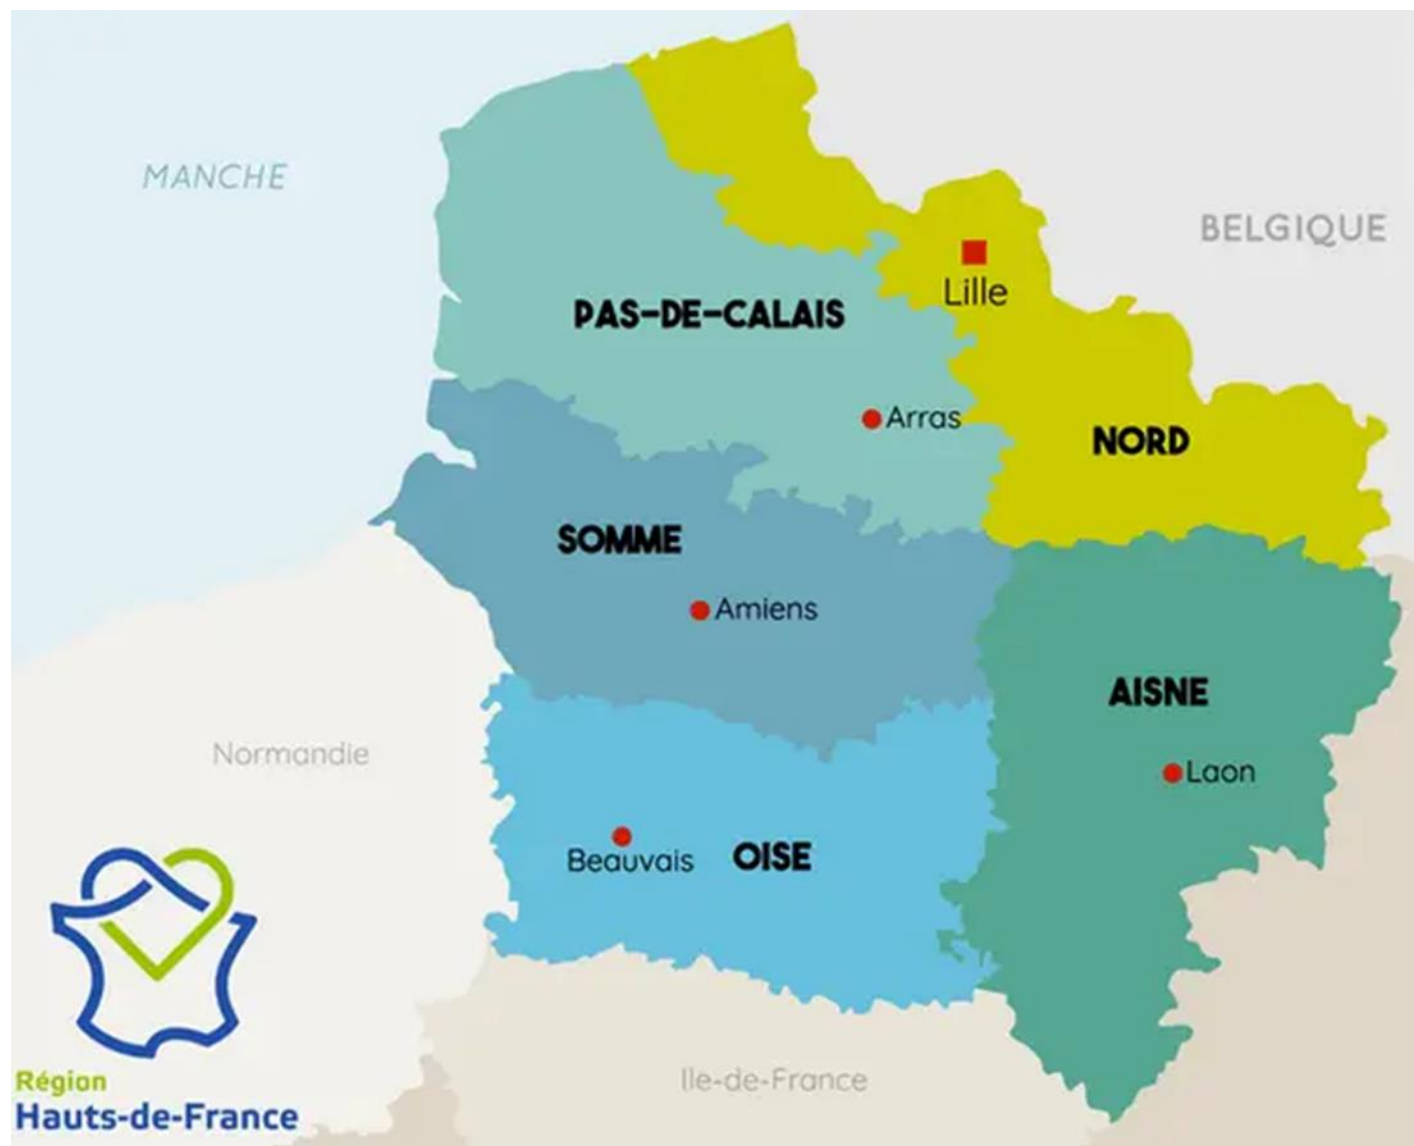 MANCHE
BELGIQUE
Lille
PAS-DE-CALAIS
Arras
NORD
SOMME
Amiens
AISNE
Normandie
Laon
Beauvais
OISE
Ile-de-France
Région
Hauts-de-France